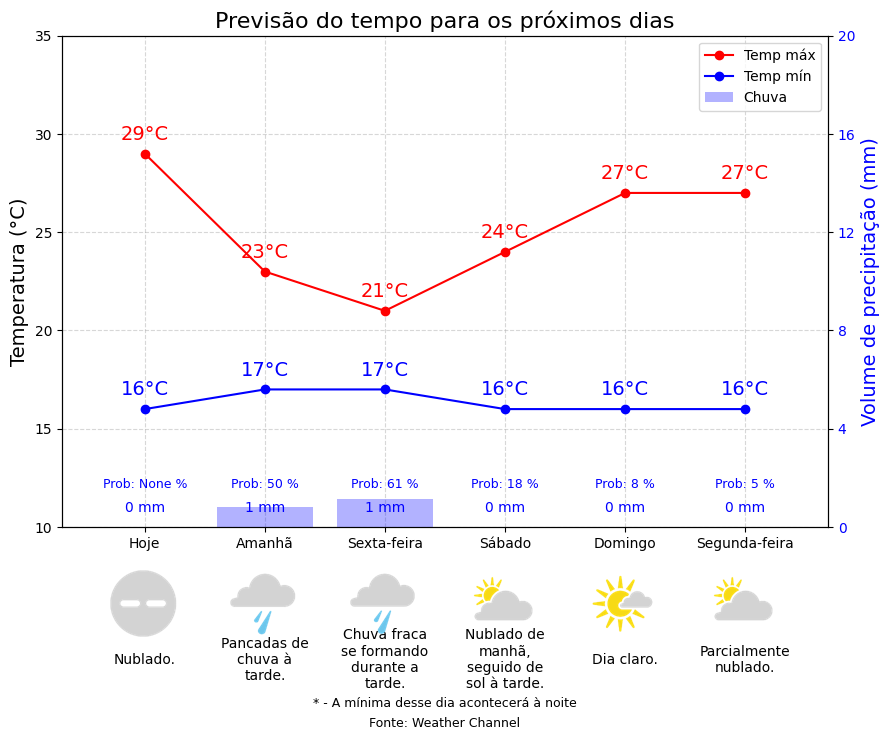 Previsão do tempo para os próximos dias
Temperatura (°C)
Volume de precipitação (mm)
35
30
25
20
15
10
20
16
12
8
4
0
Temp máx
Temp mín
Chuva
29°C
23°C
21°C
24°C
27°C
27°C
16°C
17°C
17°C
16°C
16°C
16°C
Prob: None %
Prob: 50 %
Prob: 61 %
Prob: 18 %
Prob: 8 %
Prob: 5 %
0 mm
1 mm
1 mm
0 mm
0 mm
0 mm
Hoje
Amanhã
Sexta-feira
Sábado
Domingo
Segunda-feira
Nublado.
Pancadas de
chuva à
tarde.
Chuva fraca
se formando
durante a
tarde.
Nublado de
manhã,
seguido de
sol à tarde.
Dia claro.
Parcialmente
nublado.
* - A mínima desse dia acontecerá à noite
Fonte: Weather Channel